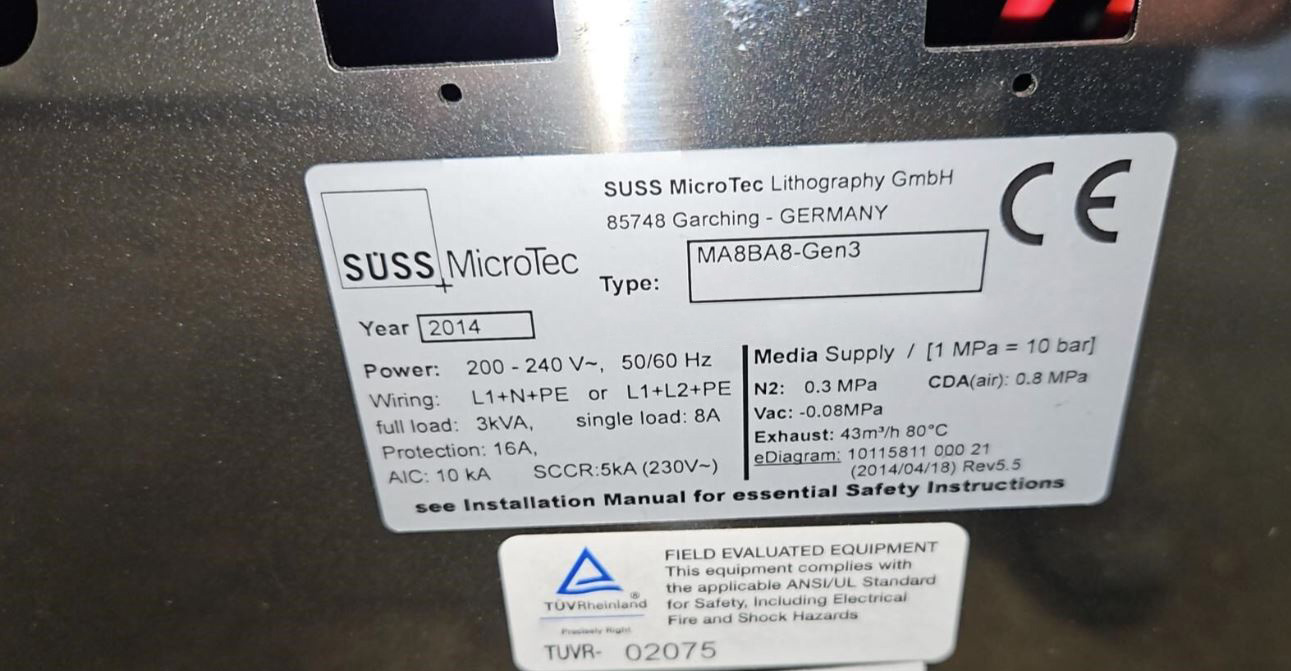 SUSS MicroTec Lithography GmbH
85748 Garching - GERMANY
CE
SÜSS MicroTec
Type: MA8BA8-Gen3
Year 2014
Power: 200 - 240 V~, 50/60 Hz
Wiring: L1+N+PE or L1+L2+PE
full load: 3kVA, single load: 8A
Protection: 16A,
AIC: 10 kA SCCR:5kA (230V~)
Media Supply / [1 MPa = 10 bar]
N2: 0.3 MPa CDA(air): 0.8 MPa
Vac: -0.08MPa
Exhaust: 43m³/h 80°C
eDiagram: 10115811 000 21
(2014/04/18) Rev5.5
see Installation Manual for essential Safety Instructions
TÜVRheinland®
Precisely Right.
FIELD EVALUATED EQUIPMENT
This equipment complies with
the applicable ANSI/UL Standard
for Safety, Including Electrical
Fire and Shock Hazards
TUVR- 02075